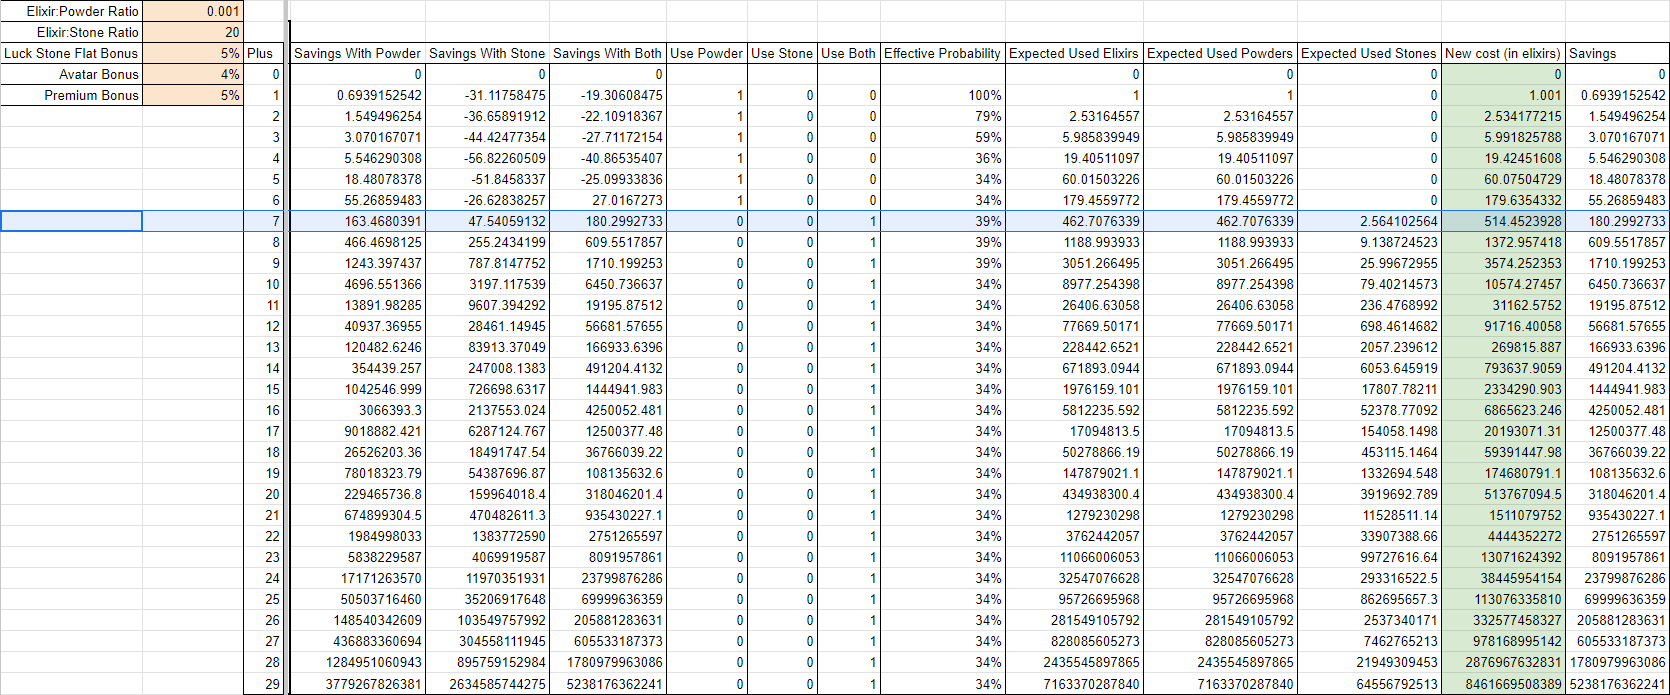 Elixir:Powder Ratio 0.001
Elixir:Stone Ratio 20
Luck Stone Flat Bonus 5% Plus Savings With Powder Savings With Stone Savings With Both Use Powder Use Stone Use Both Effective Probability Expected Used Elixirs Expected Used Powders Expected Used Stones New cost (in elixirs) Savings
Avatar Bonus 4% 0 0 0 0 0 0 0 0 0
Premium Bonus 5% 1 0.6939152542 -31.11758475 -19.30608475 1 0 0 100% 1 1 0 1.001 0.6939152542
2 1.549496254 -36.65891912 -22.10918367 1 0 0 79% 2.53164557 2.53164557 0 2.534177215 1.549496254
3 3.070167071 -44.42477354 -27.71172154 1 0 0 59% 5.985839949 5.985839949 0 5.991825788 3.070167071
4 5.546290308 -56.82260509 -40.86535407 1 0 0 36% 19.40511097 19.40511097 0 19.42451608 5.546290308
5 18.48078378 -51.8458337 -25.09933836 1 0 0 34% 60.01503226 60.01503226 0 60.07504729 18.48078378
6 55.26859483 -26.62838257 27.0167273 1 0 0 34% 179.4559772 179.4559772 0 179.6354332 55.26859483
7 163.4680391 47.54059132 180.2992733 0 0 1 39% 462.7076339 462.7076339 2.564102564 514.4523928 180.2992733
8 466.4698125 255.2434199 609.5517857 0 0 1 39% 1188.993933 1188.993933 9.138724523 1372.957418 609.5517857
9 1243.397437 787.8147752 1710.199253 0 0 1 39% 3051.266495 3051.266495 25.99672955 3574.252353 1710.199253
10 4696.551366 3197.117539 6450.736637 0 0 1 34% 8977.254398 8977.254398 79.40214573 10574.27457 6450.736637
11 13891.98285 9607.394292 19195.87512 0 0 1 34% 26406.63058 26406.63058 236.4768992 31162.5752 19195.87512
12 40937.36955 28461.14945 56681.57655 0 0 1 34% 77669.50171 77669.50171 698.4614682 91716.40058 56681.57655
13 120482.6246 83913.37049 166933.6396 0 0 1 34% 228442.6521 228442.6521 2057.239612 269815.887 166933.6396
14 354439.257 247008.1383 491204.4132 0 0 1 34% 671893.0944 671893.0944 6053.645919 793637.9059 491204.4132
15 1042546.999 726698.6317 1444941.983 0 0 1 34% 1976159.101 1976159.101 17807.78211 2334290.903 1444941.983
16 3066393.3 2137553.024 4250052.481 0 0 1 34% 5812235.592 5812235.592 52378.77092 6865623.246 4250052.481
17 9018882.421 6287124.767 12500377.48 0 0 1 34% 17094813.5 17094813.5 154058.1498 20193071.31 12500377.48
18 26526203.36 18491747.54 36766039.22 0 0 1 34% 50278866.19 50278866.19 453115.1464 59391447.98 36766039.22
19 78018323.79 54387696.87 108135632.6 0 0 1 34% 147879021.1 147879021.1 1332694.548 174680791.1 108135632.6
20 229465736.8 159964018.4 318046201.4 0 0 1 34% 434938300.4 434938300.4 3919692.789 513767094.5 318046201.4
21 674899304.5 470482611.3 935430227.1 0 0 1 34% 1279230298 1279230298 11528511.14 1511079752 935430227.1
22 1984998033 1383772590 2751265597 0 0 1 34% 3762442057 3762442057 33907388.66 4444352272 2751265597
23 5838229587 4069919587 8091957861 0 0 1 34% 11066006053 11066006053 99727616.64 13071624392 8091957861
24 17171263570 11970351931 23799876286 0 0 1 34% 32547076628 32547076628 293316522.5 38445954154 23799876286
25 50503716460 35206917648 69999636359 0 0 1 34% 95726695968 95726695968 862695657.3 113076335810 69999636359
26 148540342609 103549757992 205881283631 0 0 1 34% 281549105792 281549105792 2537340171 332577458327 205881283631
27 436883360694 304558111945 605533187373 0 0 1 34% 828085605273 828085605273 7462765213 978168995142 605533187373
28 1284951060943 895759152984 1780979963086 0 0 1 34% 2435545897865 2435545897865 21949309453 2876967632831 1780979963086
29 3779267826381 2634585744275 5238176362241 0 0 1 34% 7163370287840 7163370287840 64556792513 8461669508389 5238176362241